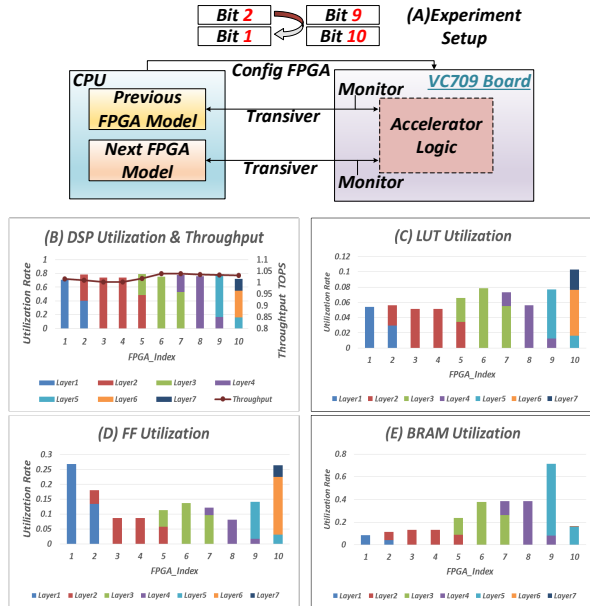 Bit 2
Bit 9
(A)Experiment
Setup
Bit 1
Bit 10
Config FPGA
CPU
VC709 Board
Previous
FPGA Model
Monitor
Transiver
Accelerator
Logic
Next FPGA
Model
Transiver
Monitor
(B) DSP Utilization & Throughput
Utilization Rate
1
0.8
0.6
0.4
0.2
0
1.1
1.05
1
0.95
0.9
0.85
0.8
Throughtput TOPS
1 2 3 4 5 6 7 8 9 10
FPGA_Index
Layer1 Layer2 Layer3 Layer4
Layer5 Layer6 Layer7 Throughput
(C) LUT Utilization
Utilization Rate
0.12
0.1
0.08
0.06
0.04
0.02
0
1 2 3 4 5 6 7 8 9 10
FPGA_Index
Layer1 Layer2 Layer3 Layer4
Layer5 Layer6 Layer7
(D) FF Utilization
Utilization Rate
0.3
0.25
0.2
0.15
0.1
0.05
0
1 2 3 4 5 6 7 8 9 10
FPGA_Index
Layer1 Layer2 Layer3 Layer4
Layer5 Layer6 Layer7
(E) BRAM Utilization
Utilization Rate
0.8
0.6
0.4
0.2
0
1 2 3 4 5 6 7 8 9 10
FPGA_Index
Layer1 Layer2 Layer3 Layer4
Layer5 Layer6 Layer7